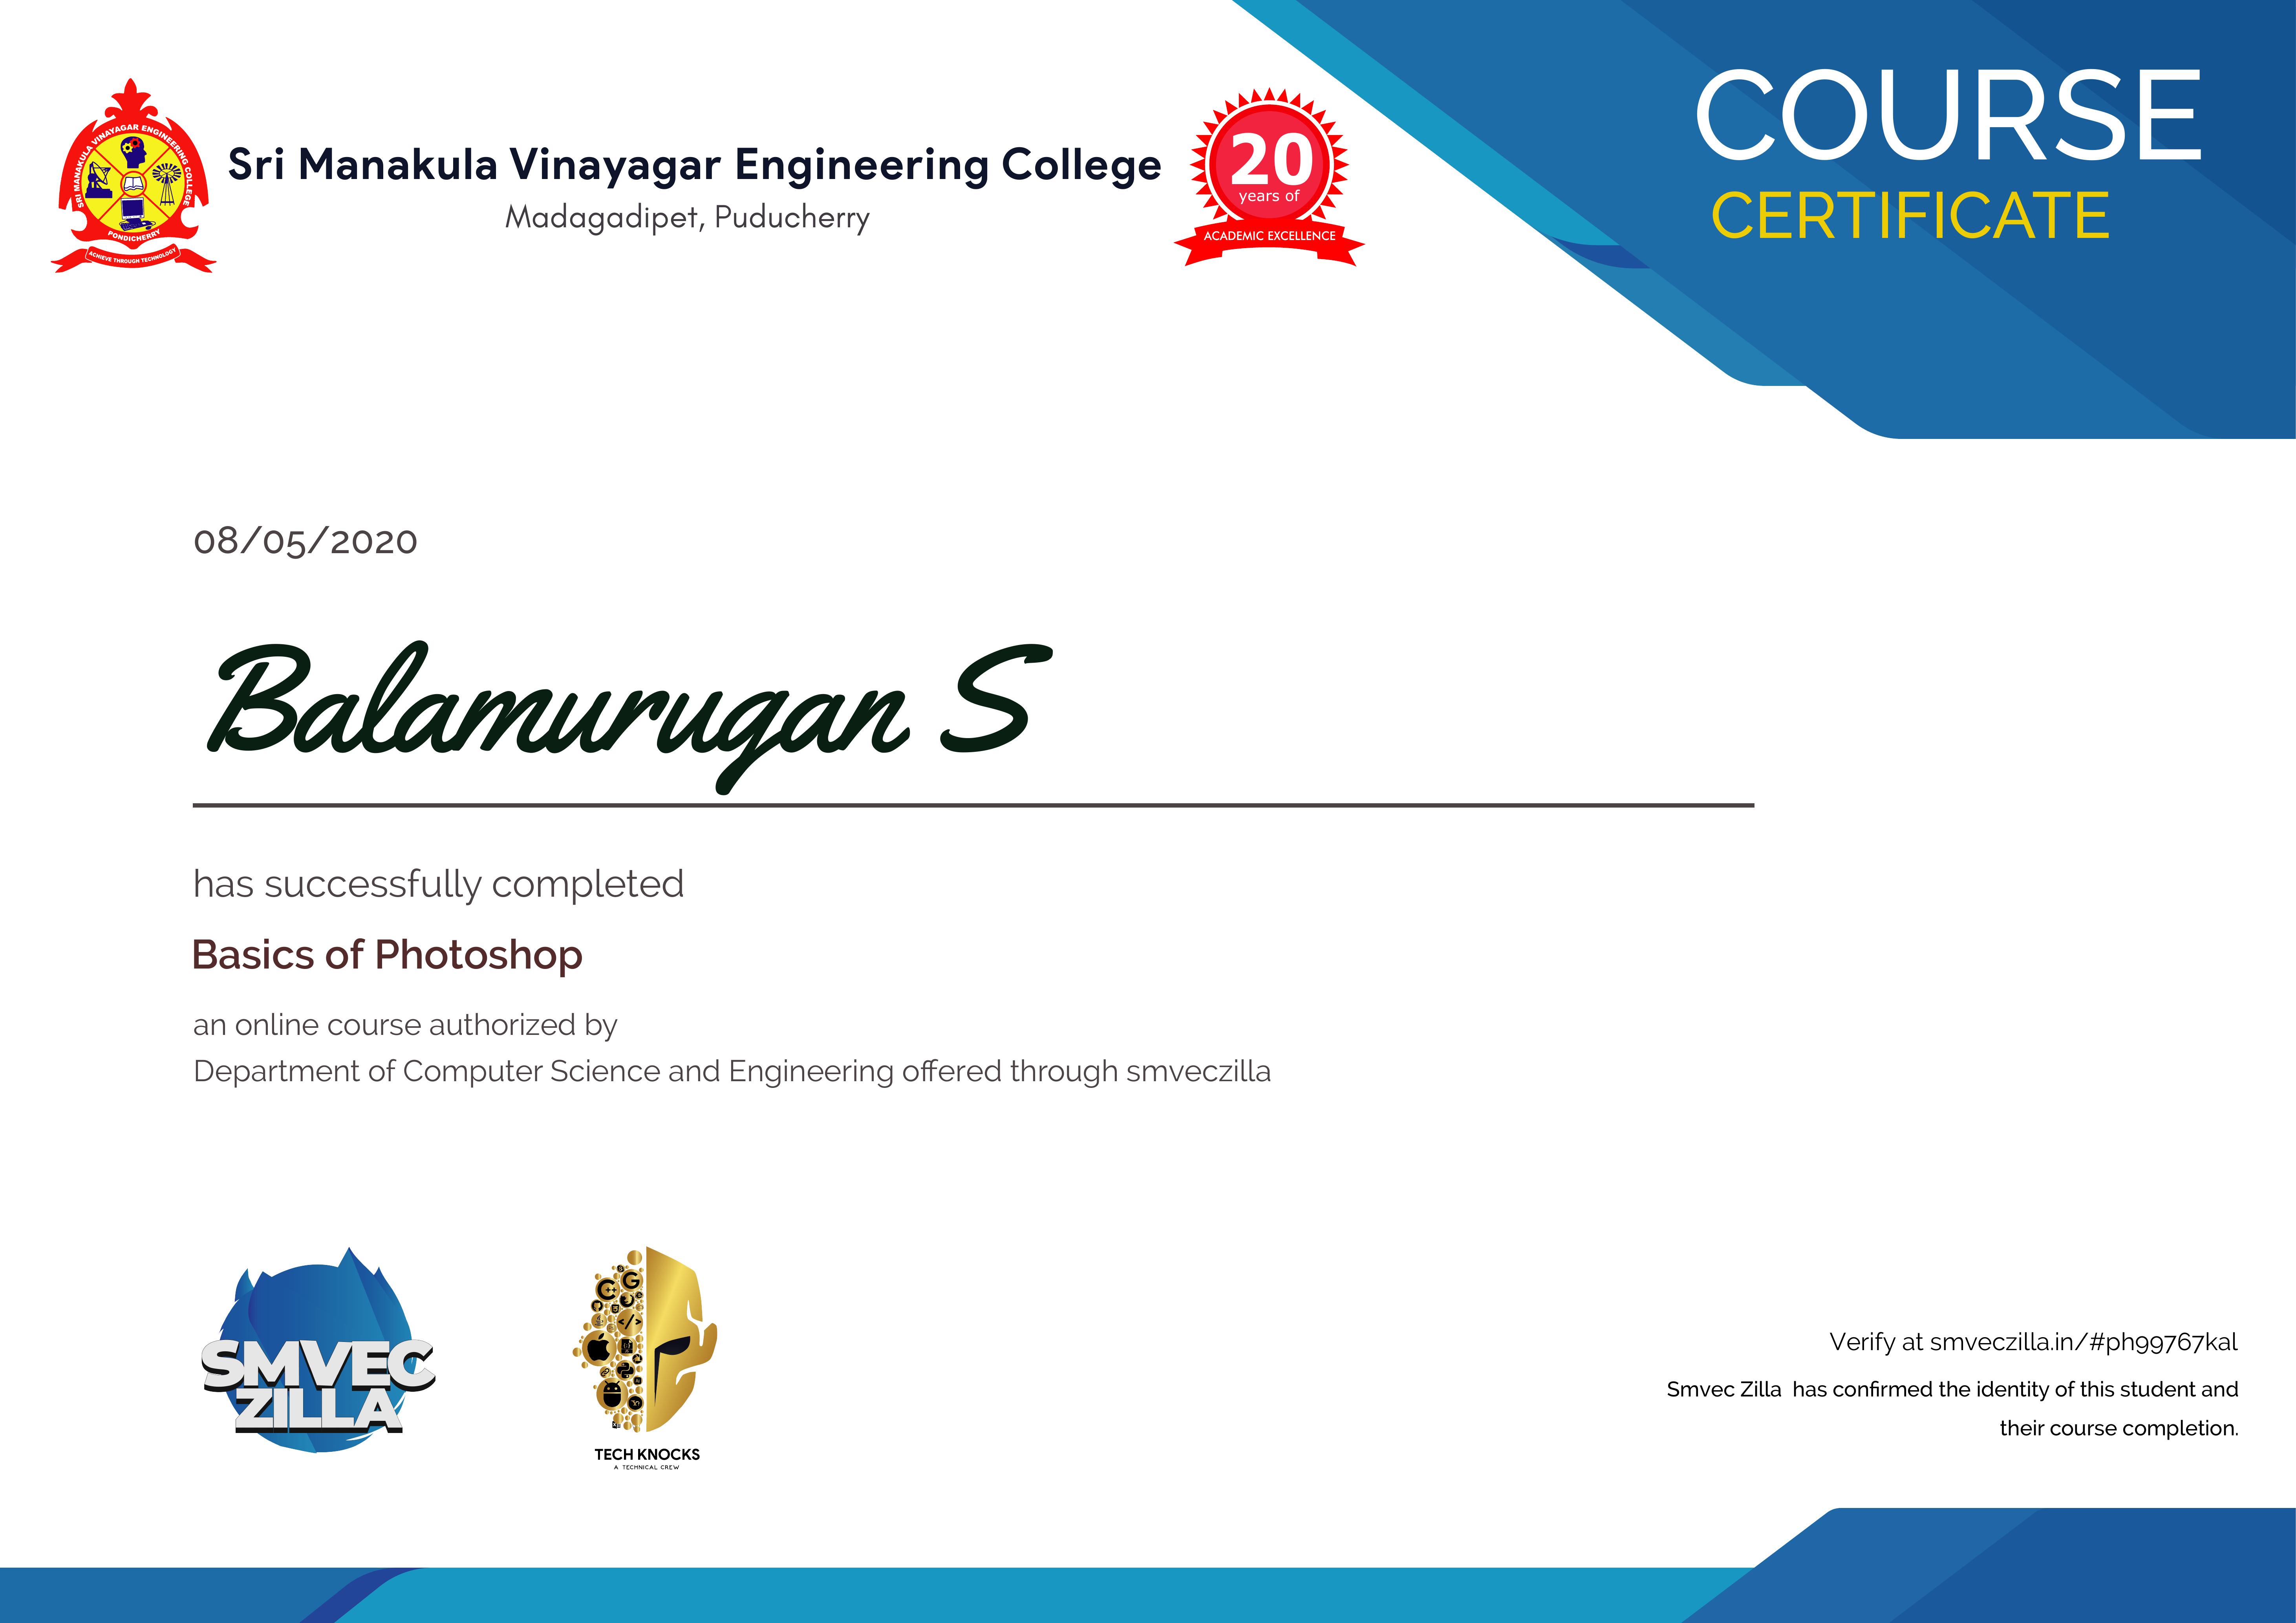 SRI MANAKULA VINAYAGAR ENGINEERING COLLEGE
PONDICHERRY
ACHIEVE THROUGH TECHNOLOGY
Sri Manakula Vinayagar Engineering College
Madagadipet, Puducherry
20
years of
ACADEMIC EXCELLENCE
COURSE
CERTIFICATE
08/05/2020
Balamurugan S
has successfully completed
Basics of Photoshop
an online course authorized by
Department of Computer Science and Engineering offered through smveczilla
SMVEC
ZILLA
TECH KNOCKS
A TECHNICAL CREW
Verify at smveczilla.in/#ph99767kal
Smvec Zilla has confirmed the identity of this student and
their course completion.